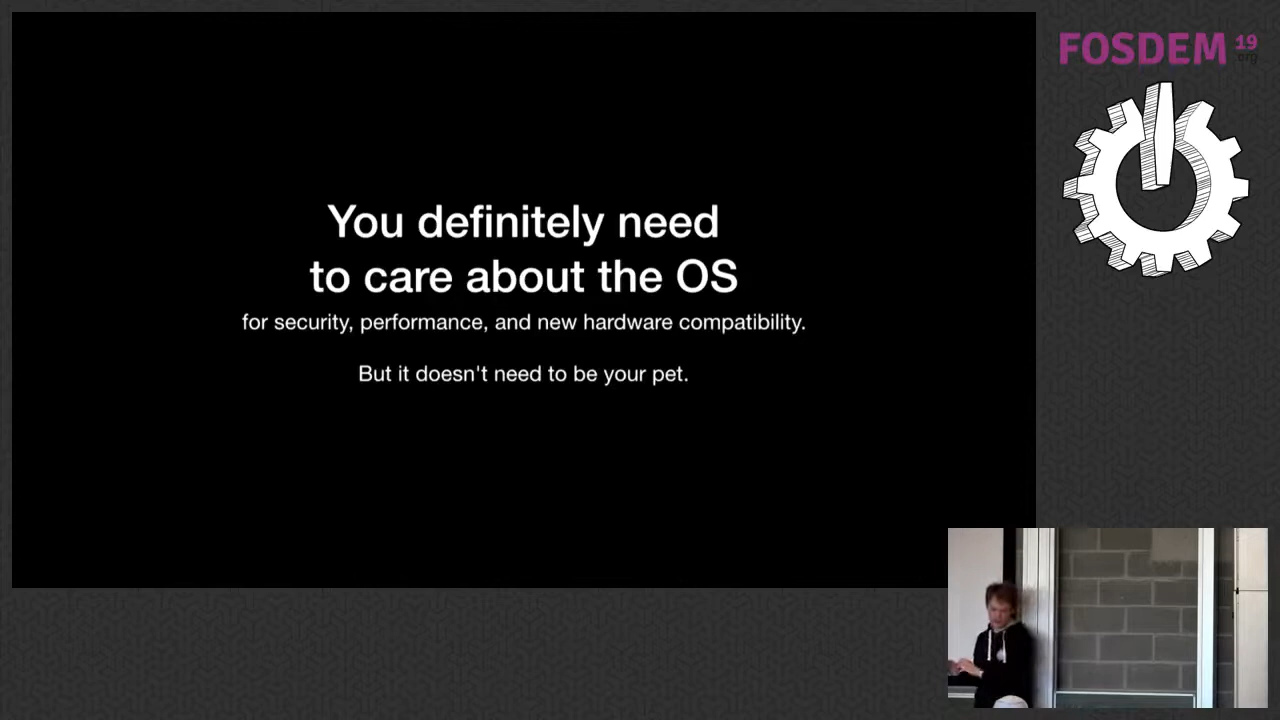 You definitely need
to care about the OS
for security, performance, and new hardware compatibility.
But it doesn't need to be your pet.
FOSDEM 19
.org